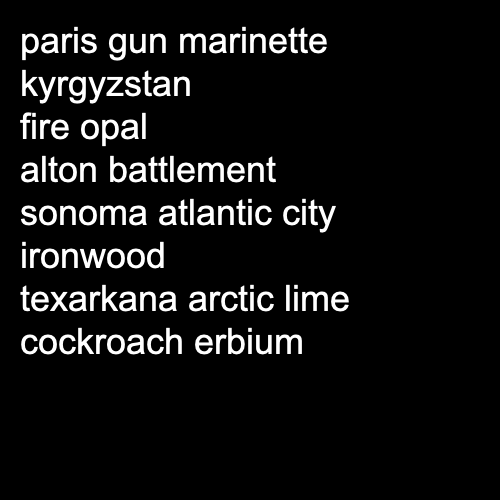 paris gun marinette
kyrgyzstan
fire opal
alton battlement
sonoma atlantic city
ironwood
texarkana arctic lime
cockroach erbium